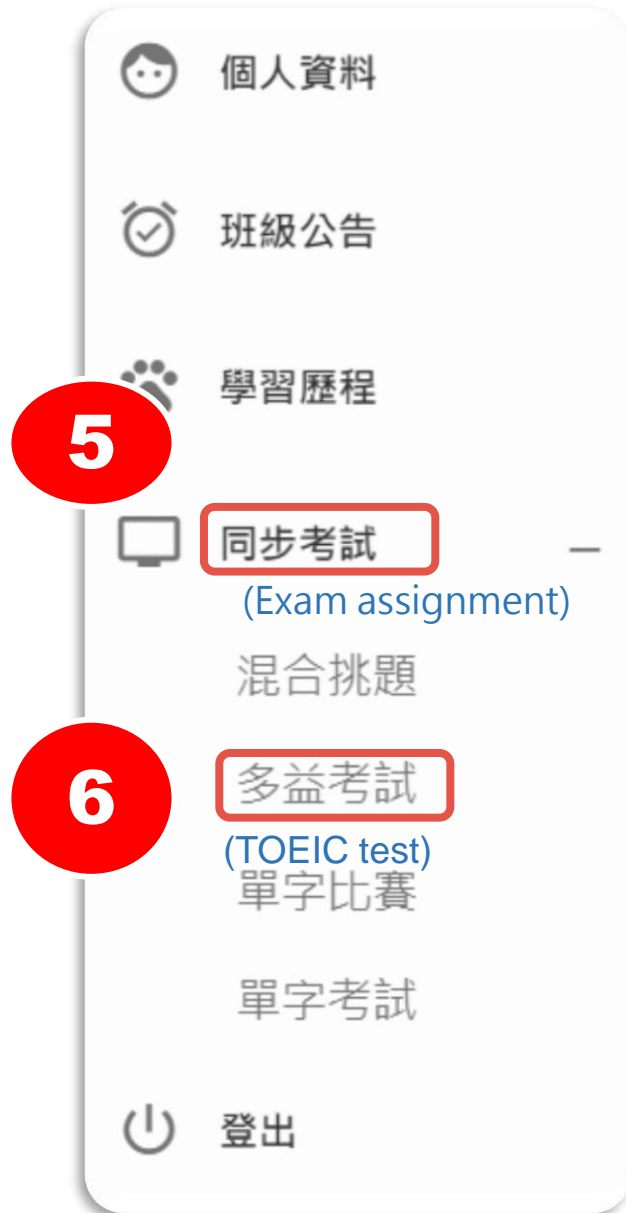 個人資料
班級公告
學習歷程
5
同步考試
(Exam assignment)
混合挑題
6
多益考試
(TOEIC test)
單字比賽
單字考試
登出